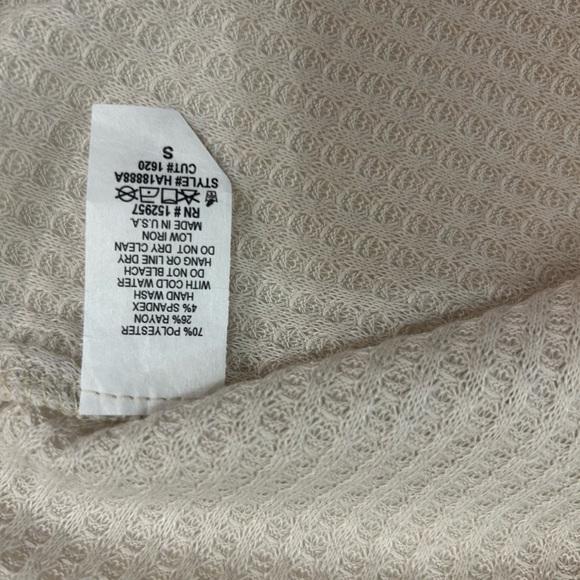 70% POLYESTER
26% RAYON
4% SPANDEX
HAND WASH
WITH COLD WATER
DO NOT BLEACH
HANG OR LINE DRY
DO NOT DRY CLEAN
LOW IRON
MADE IN U.S.A.
RN # 152957
STYLE# HA18888A
CUT# 1620
S